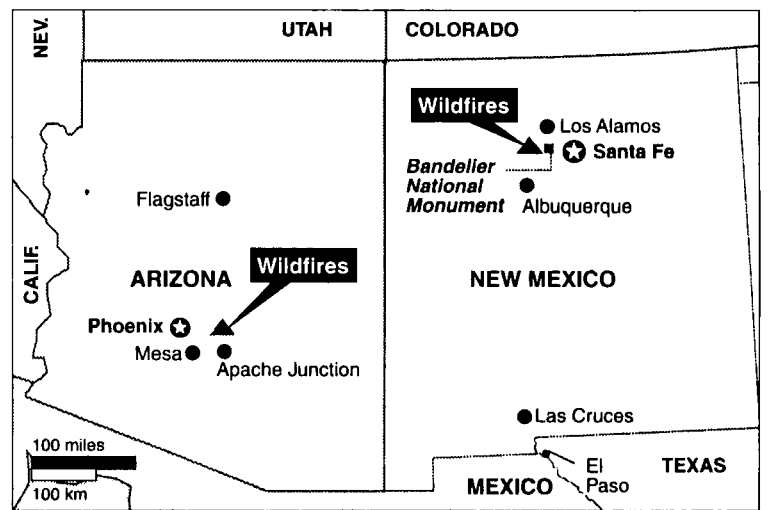 NEV.
UTAH
COLORADO
Wildfires
Los Alamos
Santa Fe
Bandelier
National
Monument
Albuquerque
Flagstaff
CALIF.
ARIZONA
Wildfires
NEW MEXICO
Phoenix
Mesa
Apache Junction
Las Cruces
100 miles
100 km
MEXICO
El
Paso
TEXAS